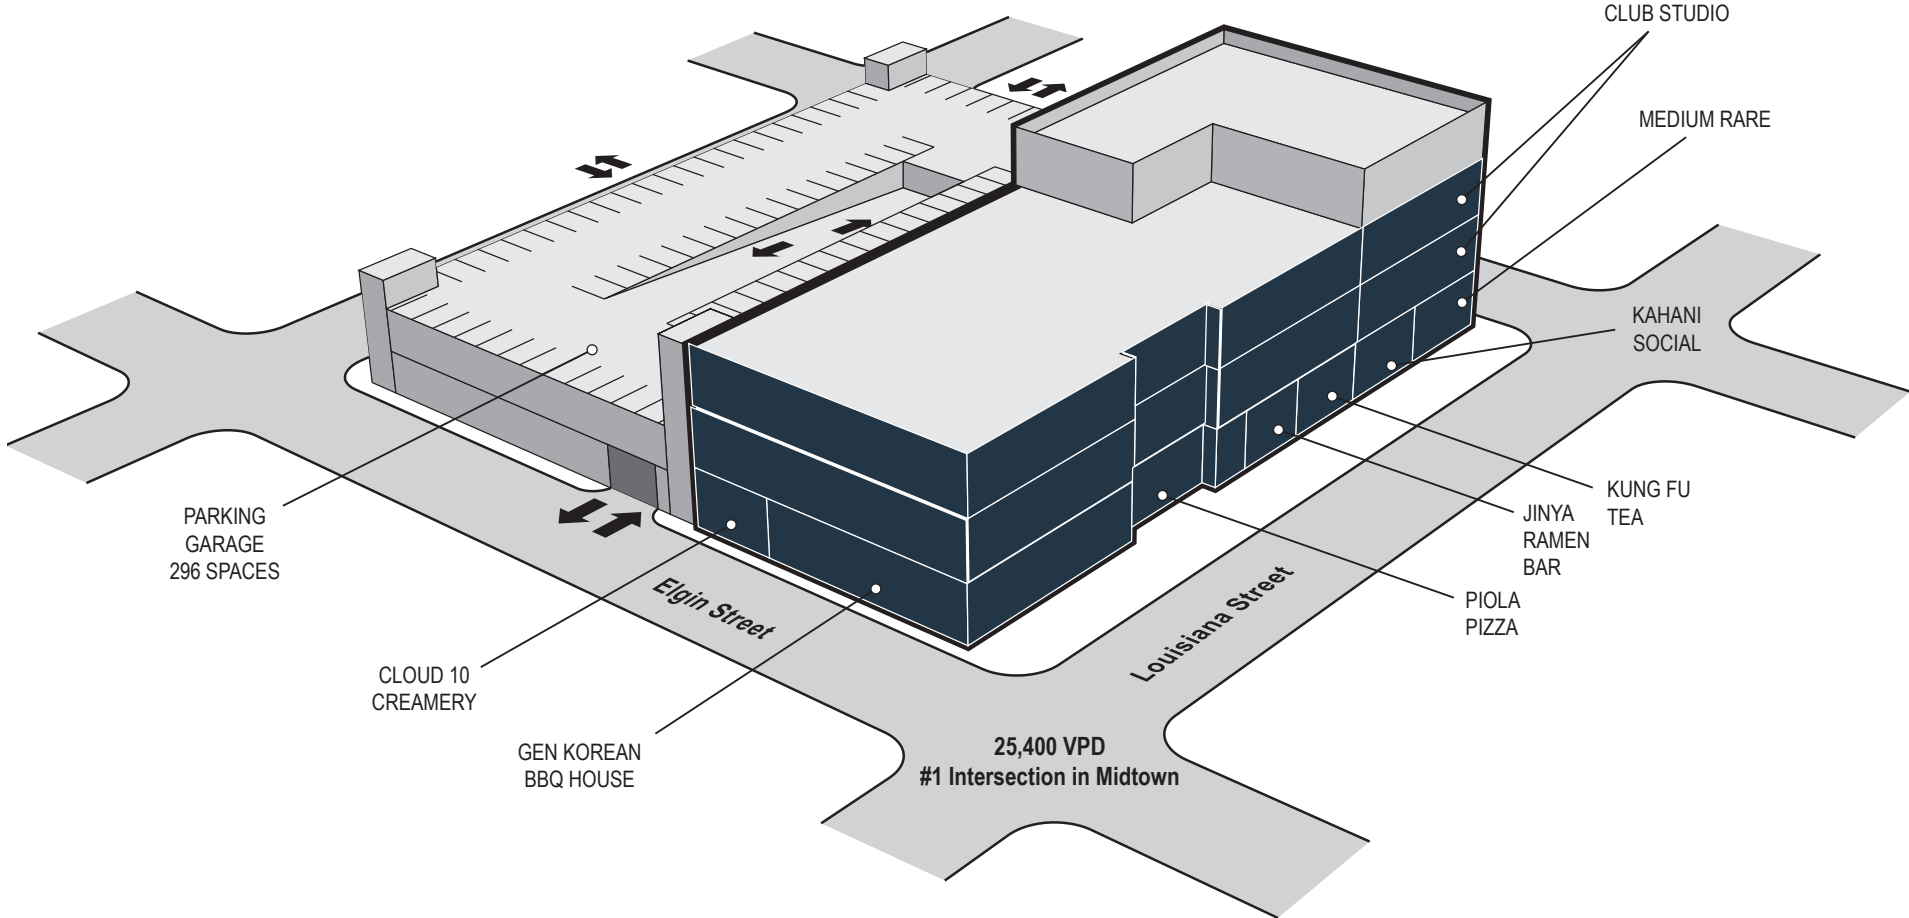 CLUB STUDIO
MEDIUM RARE
KAHANI
SOCIAL
KUNG FU
TEA
JINYA
RAMEN
BAR
PIOLA
PIZZA
PARKING
GARAGE
296 SPACES
Elgin Street
Louisiana Street
CLOUD 10
CREAMERY
GEN KOREAN
BBQ HOUSE
25,400 VPD
#1 Intersection in Midtown